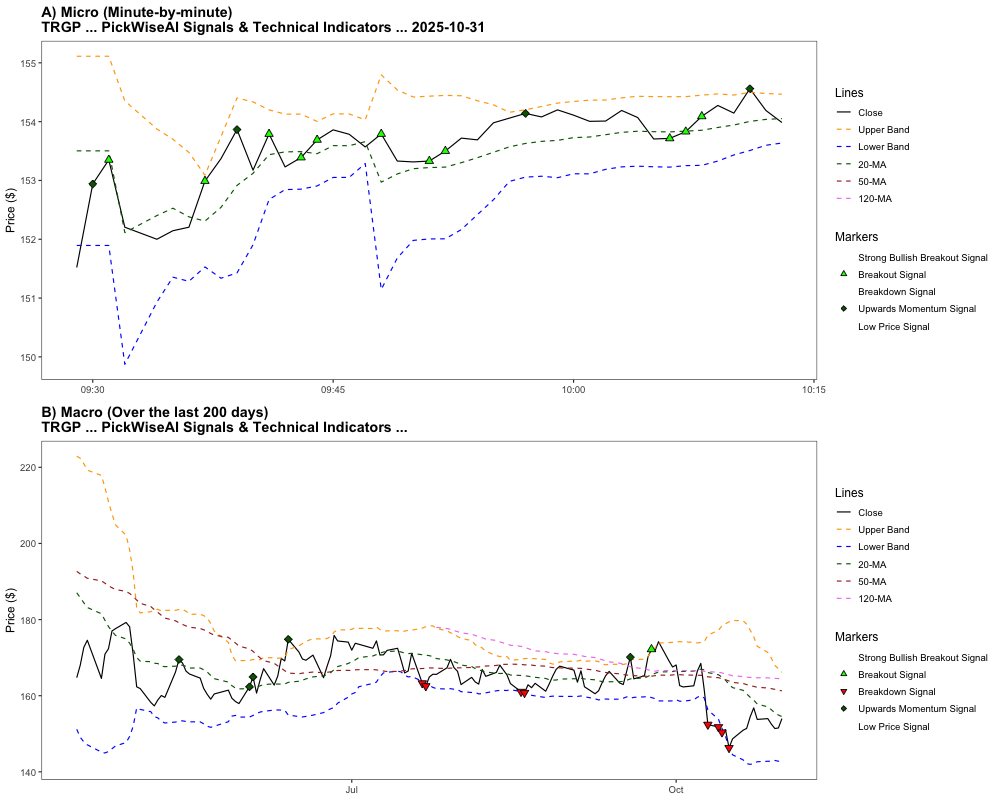 A) Micro (Minute-by-minute)
TRGP ... PickWiseAI Signals & Technical Indicators ... 2025-10-31
Price ($)
155
154
153
152
151
150
09:30
09:45
10:00
10:15
Lines
Close
Upper Band
Lower Band
20-MA
50-MA
120-MA
Markers
Strong Bullish Breakout Signal
Breakout Signal
Breakdown Signal
Upwards Momentum Signal
Low Price Signal
B) Macro (Over the last 200 days)
TRGP ... PickWiseAI Signals & Technical Indicators ...
Price ($)
220
200
180
160
140
Jul
Oct
Lines
Close
Upper Band
Lower Band
20-MA
50-MA
120-MA
Markers
Strong Bullish Breakout Signal
Breakout Signal
Breakdown Signal
Upwards Momentum Signal
Low Price Signal